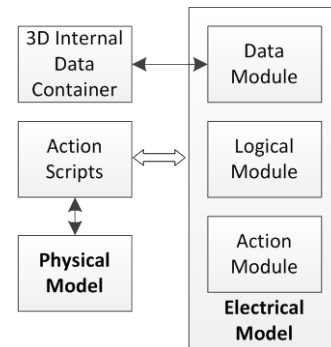 3D Internal
Data
Container
Data
Module
Action
Scripts
Logical
Module
Physical
Model
Action
Module
Electrical
Model